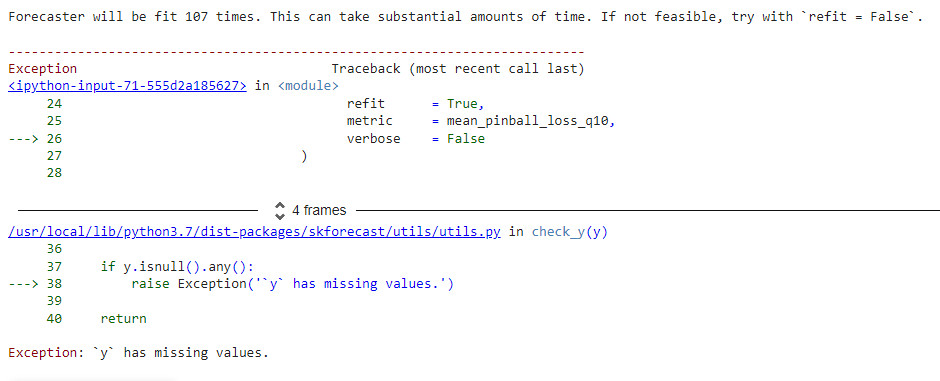 Forecaster will be fit 107 times. This can take substantial amounts of time. If not feasible, try with `refit = False`.
---------------------------------------------------------------------------
Exception                                 Traceback (most recent call last)
<ipython-input-71-555d2a185627> in <module>
     24                                     refit      = True,
     25                                     metric     = mean_pinball_loss_q10,
---> 26                                     verbose    = False
     27                               )
     28
4 frames
/usr/local/lib/python3.7/dist-packages/skforecast/utils/utils.py in check_y(y)
     36
     37     if y.isnull().any():
---> 38         raise Exception('`y` has missing values.')
     39
     40     return
Exception: `y` has missing values.